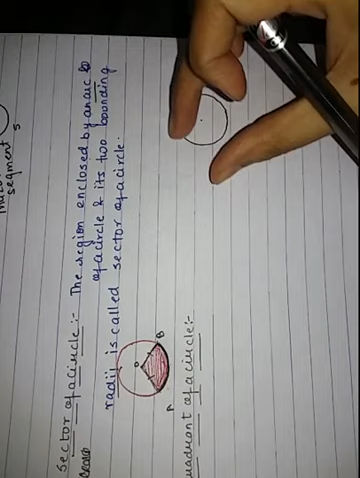 segment s
Sector of a circle:- The region enclosed by an arc
of a circle & its two bounding
radii is called sector of a circle.
O
A
B
uadrant of a circle:-